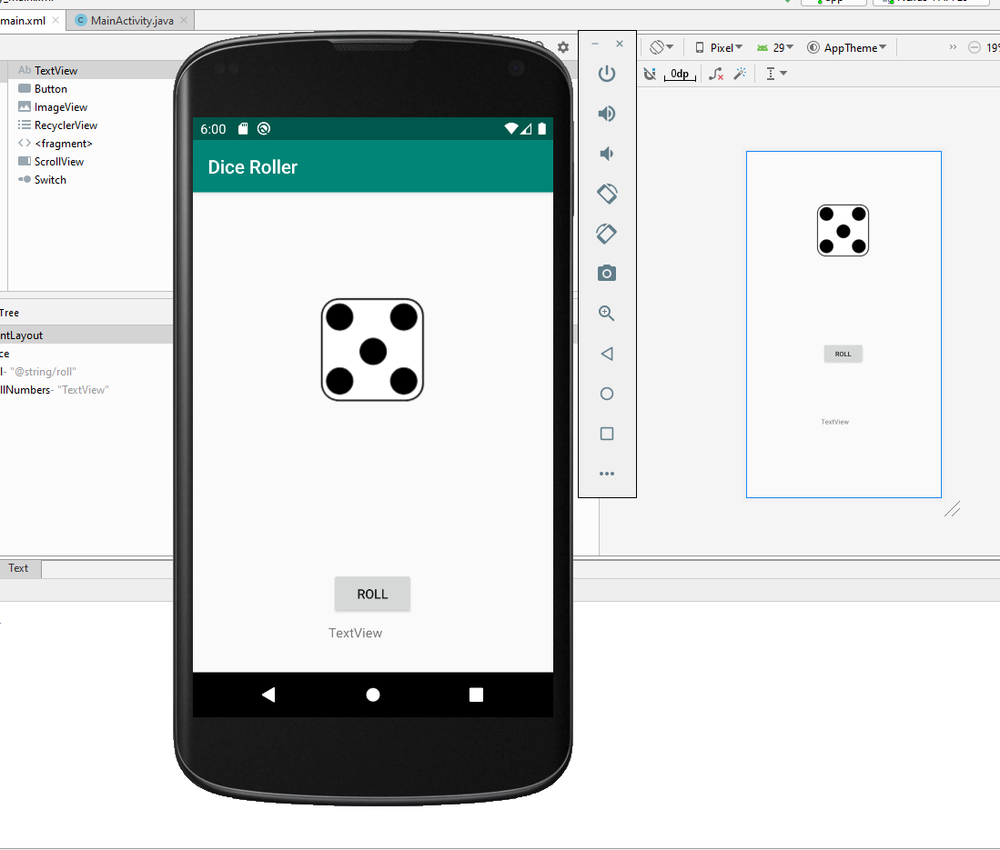 main.xml
MainActivity.java
Ab TextView
Button
ImageView
RecyclerView
<fragment>
ScrollView
Switch
Tree
ntLayout
ce
l- "@string/roll"
llNumbers- "TextView"
Text
6:00
Dice Roller
ROLL
TextView
Pixel
29
AppTheme
19%
0dp
ROLL
TextView